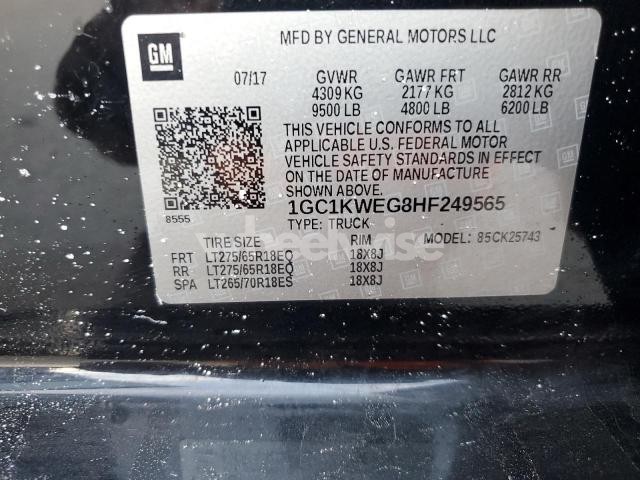 GM
MFD BY GENERAL MOTORS LLC
07/17 GVWR GAWR FRT GAWR RR
4309 KG 2177 KG 2812 KG
9500 LB 4800 LB 6200 LB
THIS VEHICLE CONFORMS TO ALL
APPLICABLE U.S. FEDERAL MOTOR
VEHICLE SAFETY STANDARDS IN EFFECT
ON THE DATE OF MANUFACTURE
SHOWN ABOVE.
8555
1GC1KWEG8HF249565
TYPE: TRUCK MODEL: 85CK25743
TIRE SIZE RIM
FRT LT275/65R18EQ 18X8J
RR LT275/65R18EQ 18X8J
SPA LT265/70R18ES 18X8J